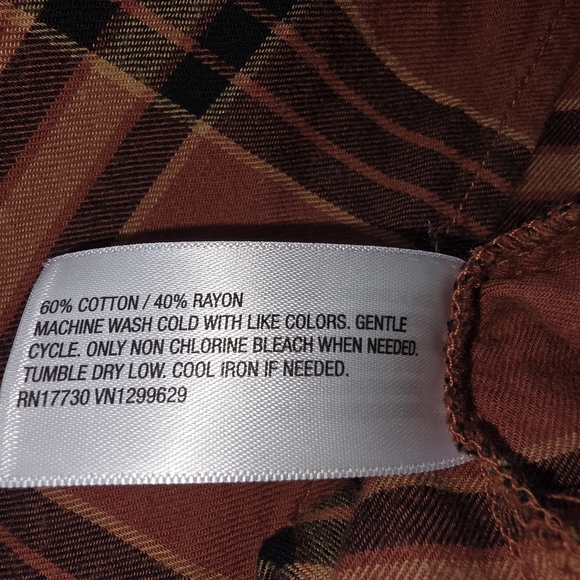 60% COTTON / 40% RAYON
MACHINE WASH COLD WITH LIKE COLORS. GENTLE
CYCLE. ONLY NON CHLORINE BLEACH WHEN NEEDED.
TUMBLE DRY LOW. COOL IRON IF NEEDED.
RN17730 VN1299629